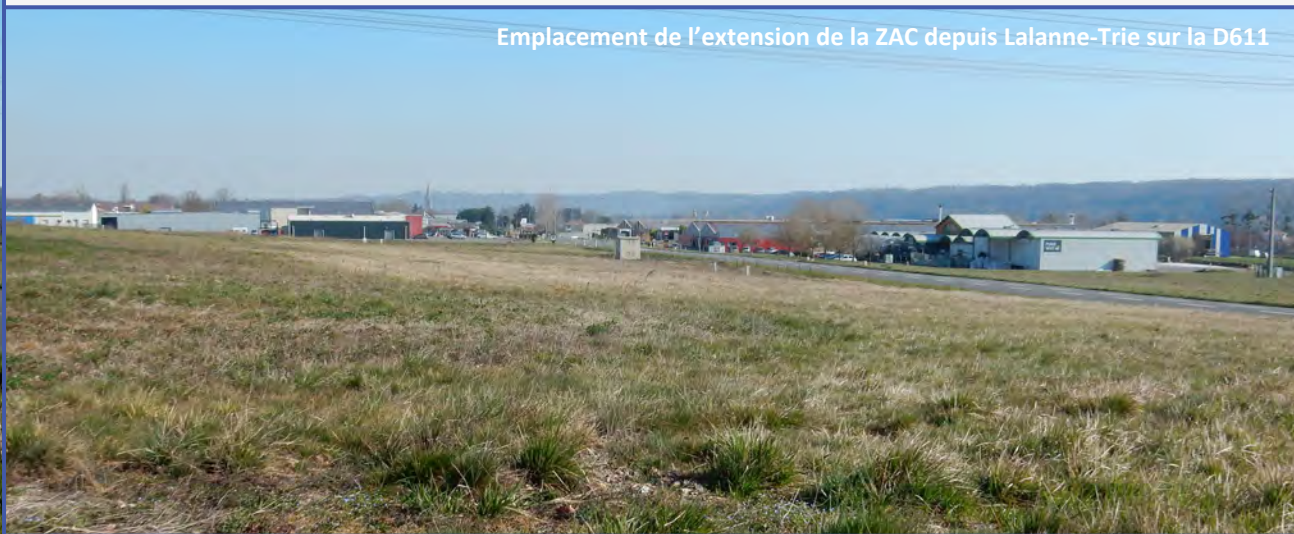 Emplacement de l'extension de la ZAC depuis Lalanne-Trie sur la D611